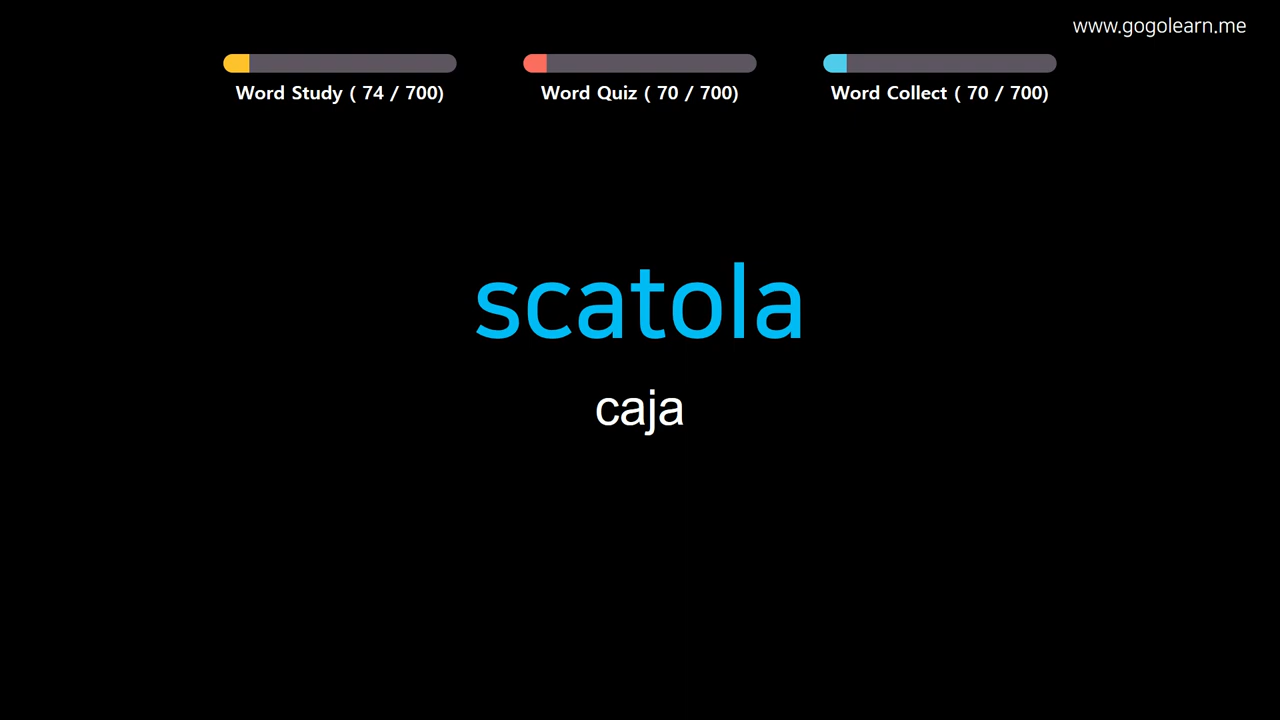 www.gogolearn.me
Word Study ( 74 / 700)
Word Quiz ( 70 / 700)
Word Collect ( 70 / 700)
scatola
caja